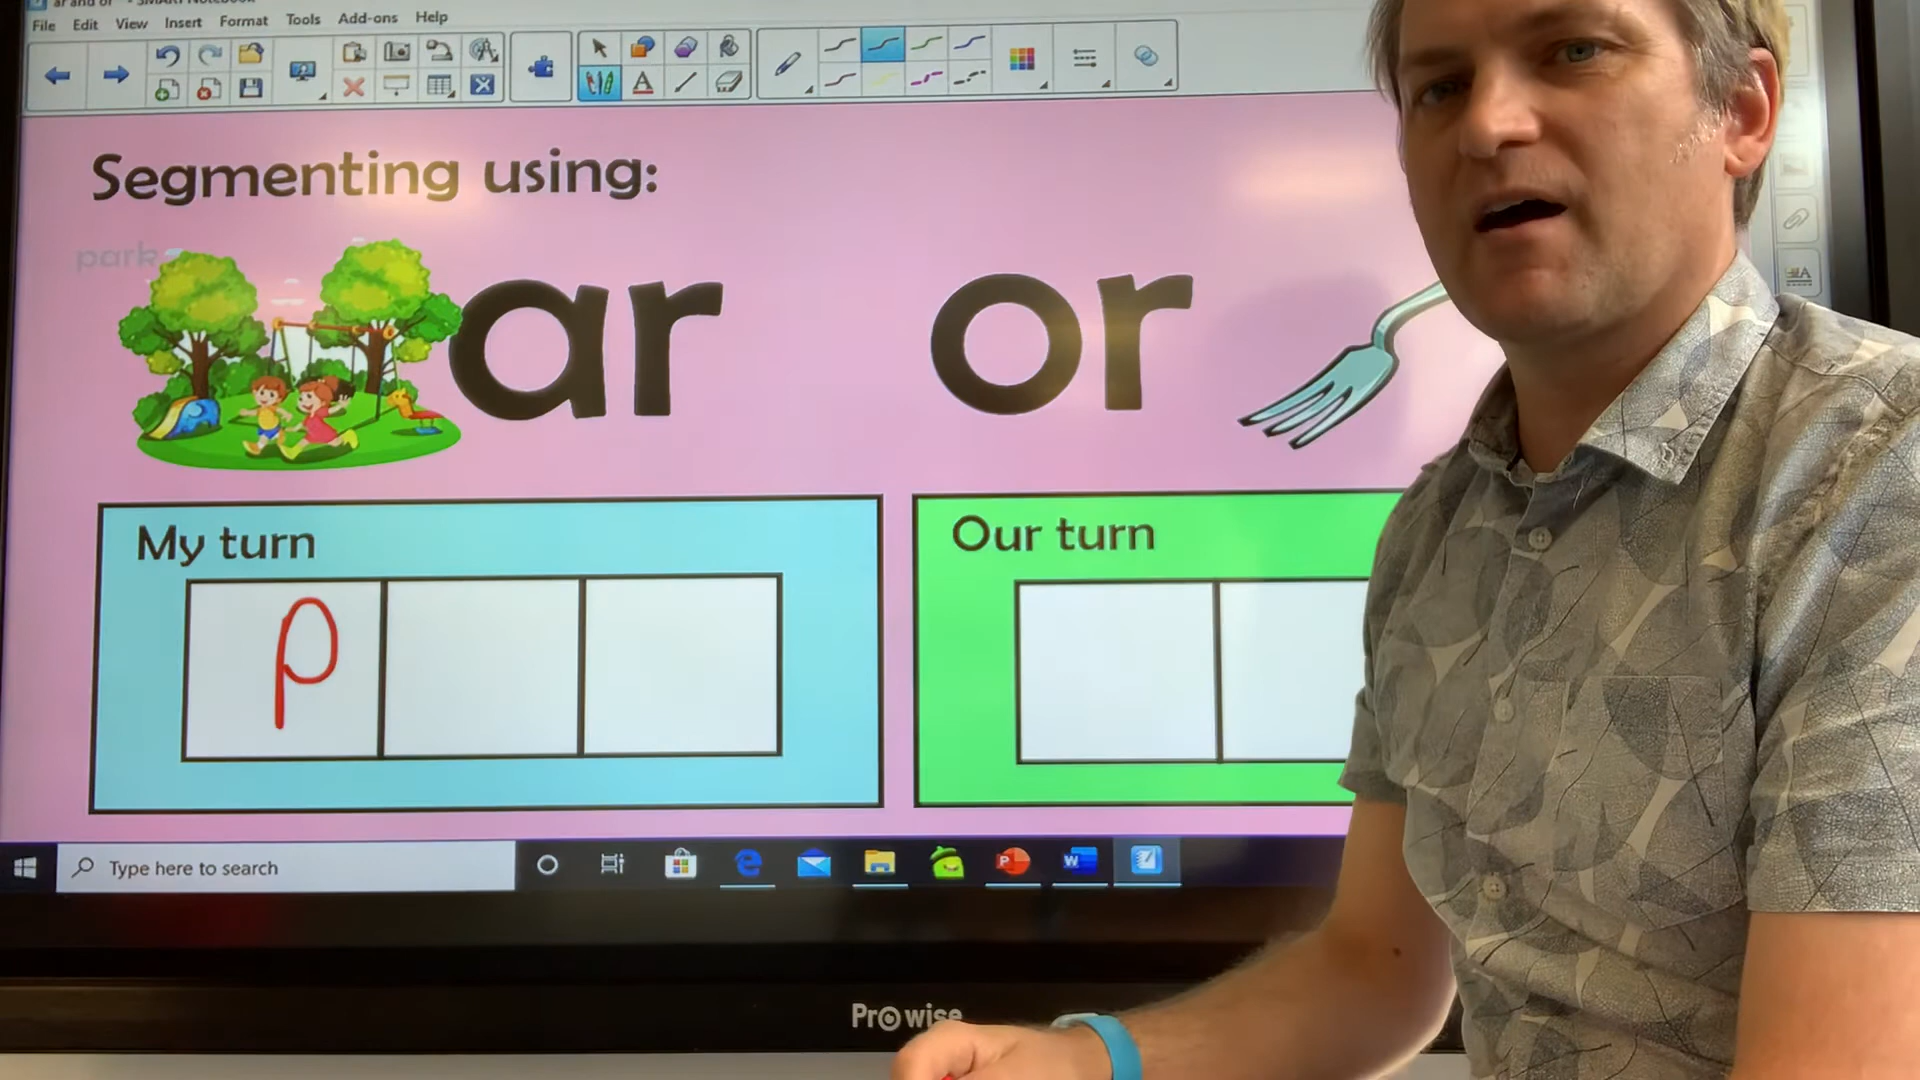 File Edit View Insert Format Tools Add-ons Help
Segmenting using:
park
ar or
My turn
p
Our turn
Type here to search
Prowise